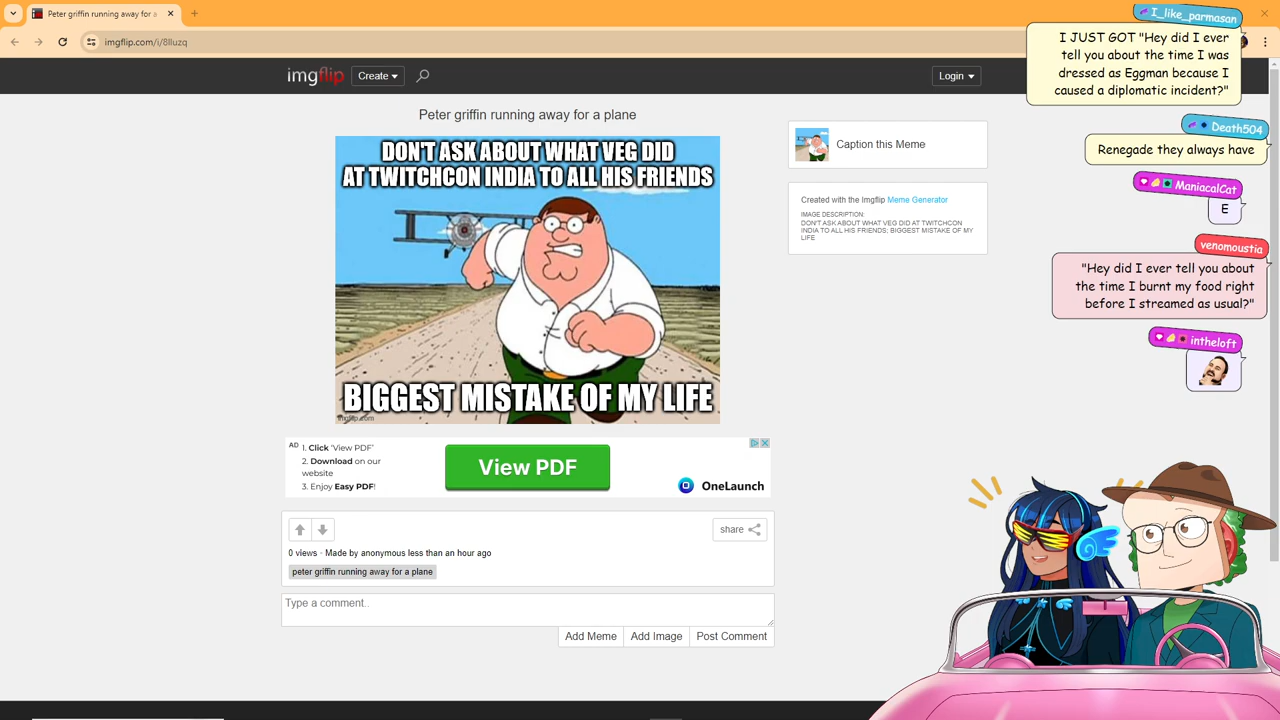 Peter griffin running away for a
imgflip.com/i/8lluzq
imgflip
Create
Login
Peter griffin running away for a plane
DON'T ASK ABOUT WHAT VEG DID
AT TWITCHCON INDIA TO ALL HIS FRIENDS
BIGGEST MISTAKE OF MY LIFE
imgflip.com
Caption this Meme
Created with the Imgflip Meme Generator
IMAGE DESCRIPTION:
DON'T ASK ABOUT WHAT VEG DID AT TWITCHCON
INDIA TO ALL HIS FRIENDS; BIGGEST MISTAKE OF MY
LIFE
AD
1. Click 'View PDF'
2. Download on our
website
3. Enjoy Easy PDF!
View PDF
OneLaunch
share
0 views · Made by anonymous less than an hour ago
peter griffin running away for a plane
Type a comment..
Add Meme
Add Image
Post Comment
I_like_parmasan
I JUST GOT "Hey did I ever
tell you about the time I was
dressed as Eggman because I
caused a diplomatic incident?"
Death504
Renegade they always have
ManiacalCat
E
venomoustia
"Hey did I ever tell you about
the time I burnt my food right
before I streamed as usual?"
intheloft